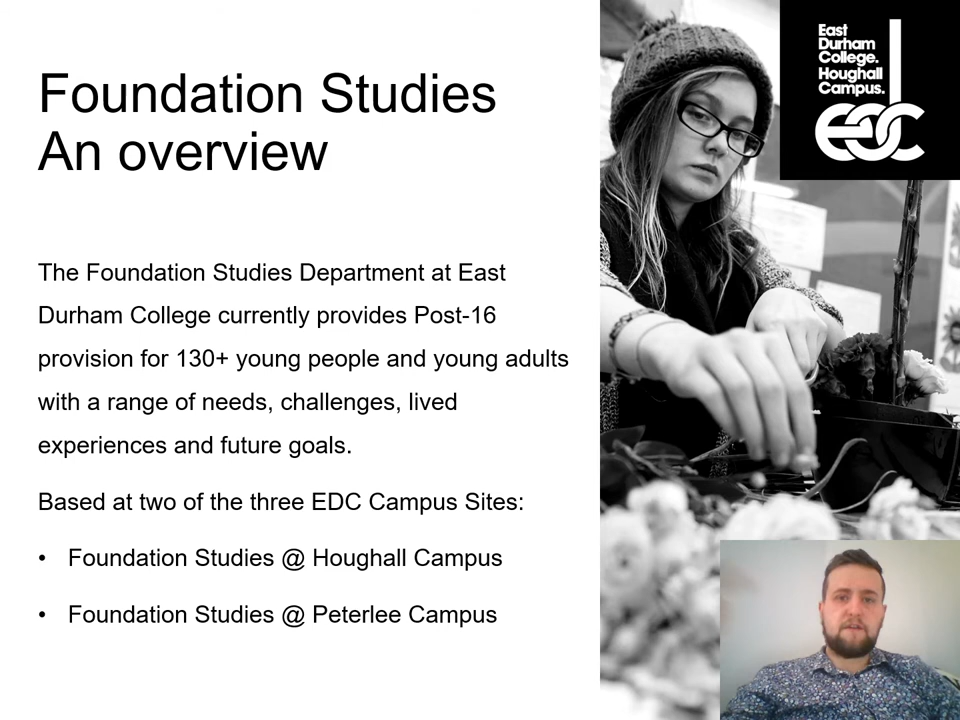 Foundation Studies
An overview
The Foundation Studies Department at East
Durham College currently provides Post-16
provision for 130+ young people and young adults
with a range of needs, challenges, lived
experiences and future goals.
Based at two of the three EDC Campus Sites:
• Foundation Studies @ Houghall Campus
• Foundation Studies @ Peterlee Campus
East
Durham
College.
Houghall
Campus.
edc